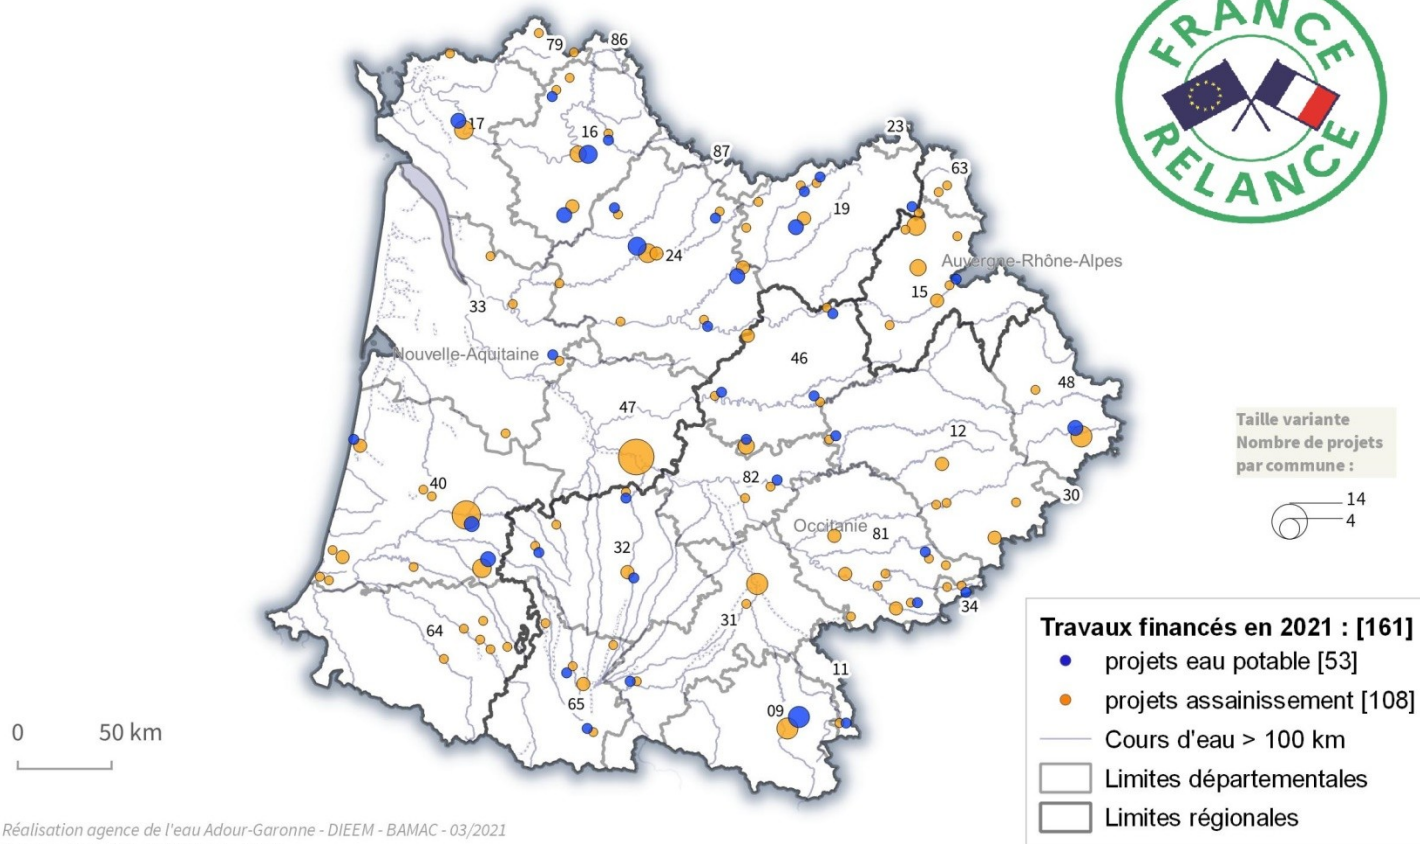 FRANCE
RELANCE
79
86
17
16
23
87
63
19
24
Auvergne-Rhône-Alpes
15
33
46
Nouvelle-Aquitaine
48
47
12
82
40
30
Occitanie
81
32
34
31
64
11
65
09
Taille variante
Nombre de projets
par commune :
14
4
Travaux financés en 2021 : [161]
projets eau potable [53]
projets assainissement [108]
Cours d'eau > 100 km
Limites départementales
Limites régionales
0 50 km
Réalisation agence de l'eau Adour-Garonne - DIEEM - BAMAC - 03/2021